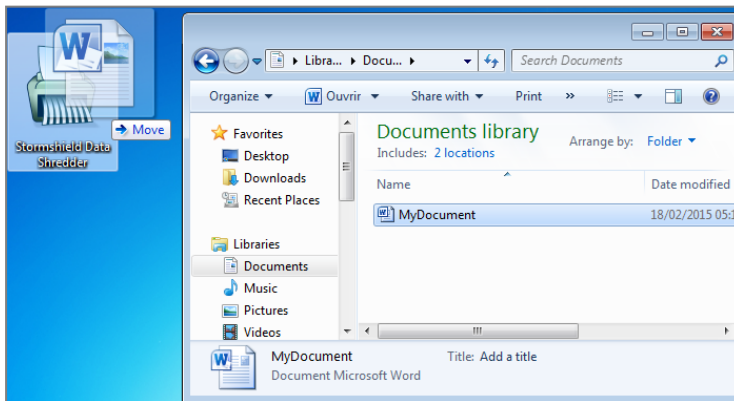 Libra... Docu... Search Documents
Organize Ouvrir Share with Print »
Move
Stormshield Data
Shredder
Favorites
Desktop
Downloads
Recent Places
Libraries
Documents
Music
Pictures
Videos
Documents library
Includes: 2 locations
Arrange by: Folder
Name Date modified
MyDocument 18/02/2015 05:1
MyDocument Title: Add a title
Document Microsoft Word